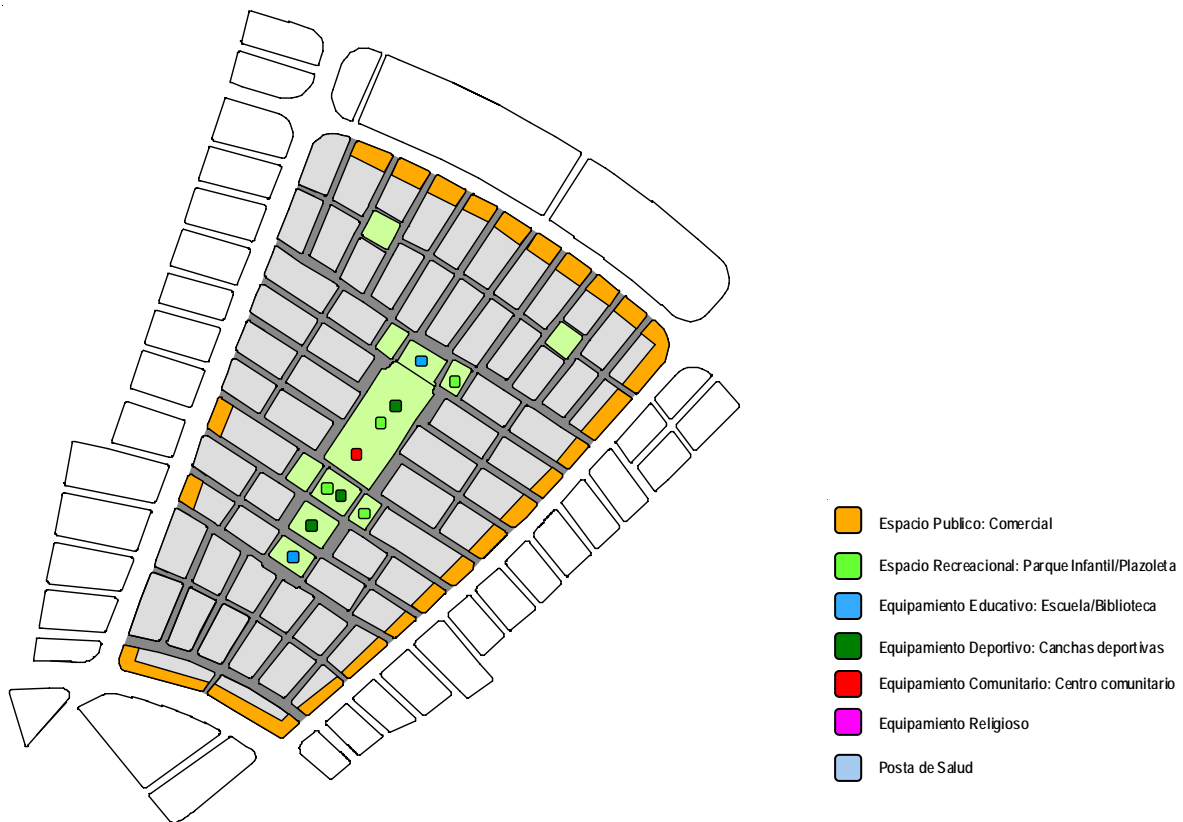 Espacio Publico: Comercial
Espacio Recreacional: Parque Infantil/Plazoleta
Equipamiento Educativo: Escuela/Biblioteca
Equipamiento Deportivo: Canchas deportivas
Equipamiento Comunitario: Centro comunitario
Equipamiento Religioso
Posta de Salud